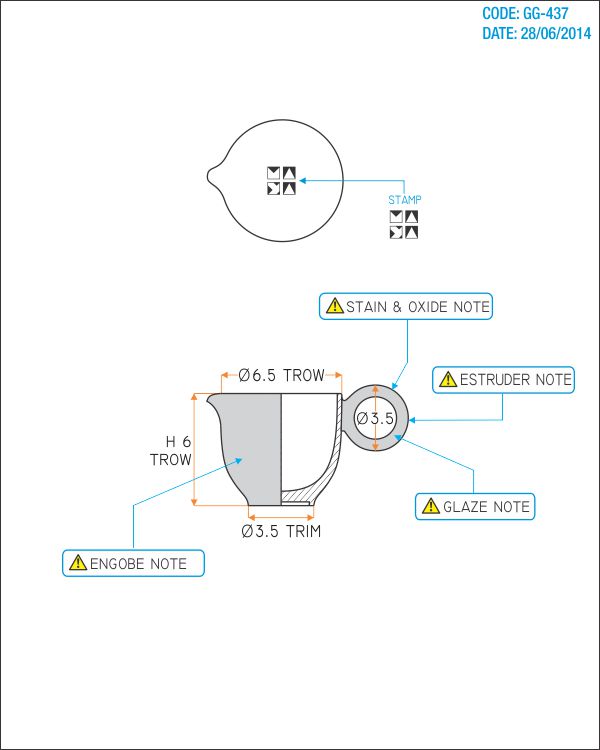 CODE: GG-437
DATE: 28/06/2014
STAMP
STAIN & OXIDE NOTE
Ø6.5 TROW
ESTRUDER NOTE
Ø3.5
H 6
TROW
GLAZE NOTE
Ø3.5 TRIM
ENGOBE NOTE